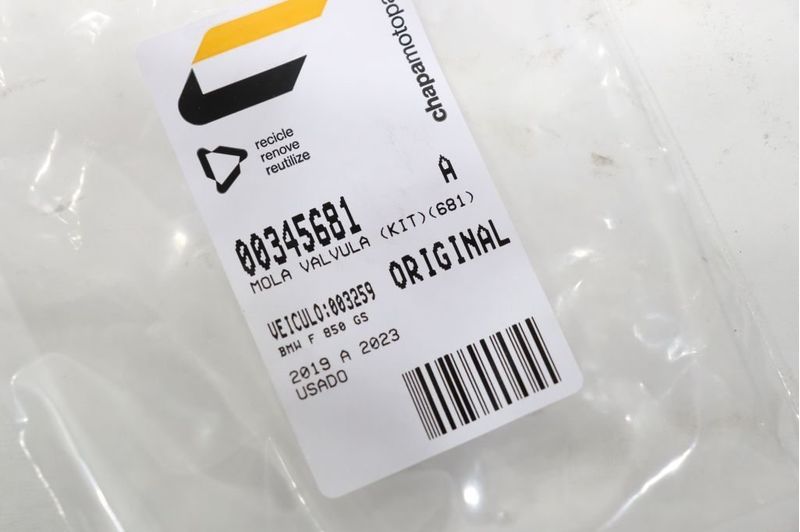 chapamotopa
recicle
renove
reutilize
A
00345681
MOLA VALVULA (KIT)(681)
ORIGINAL
VEICULO:003259
BMW F 850 GS
2019 A 2023
USADO